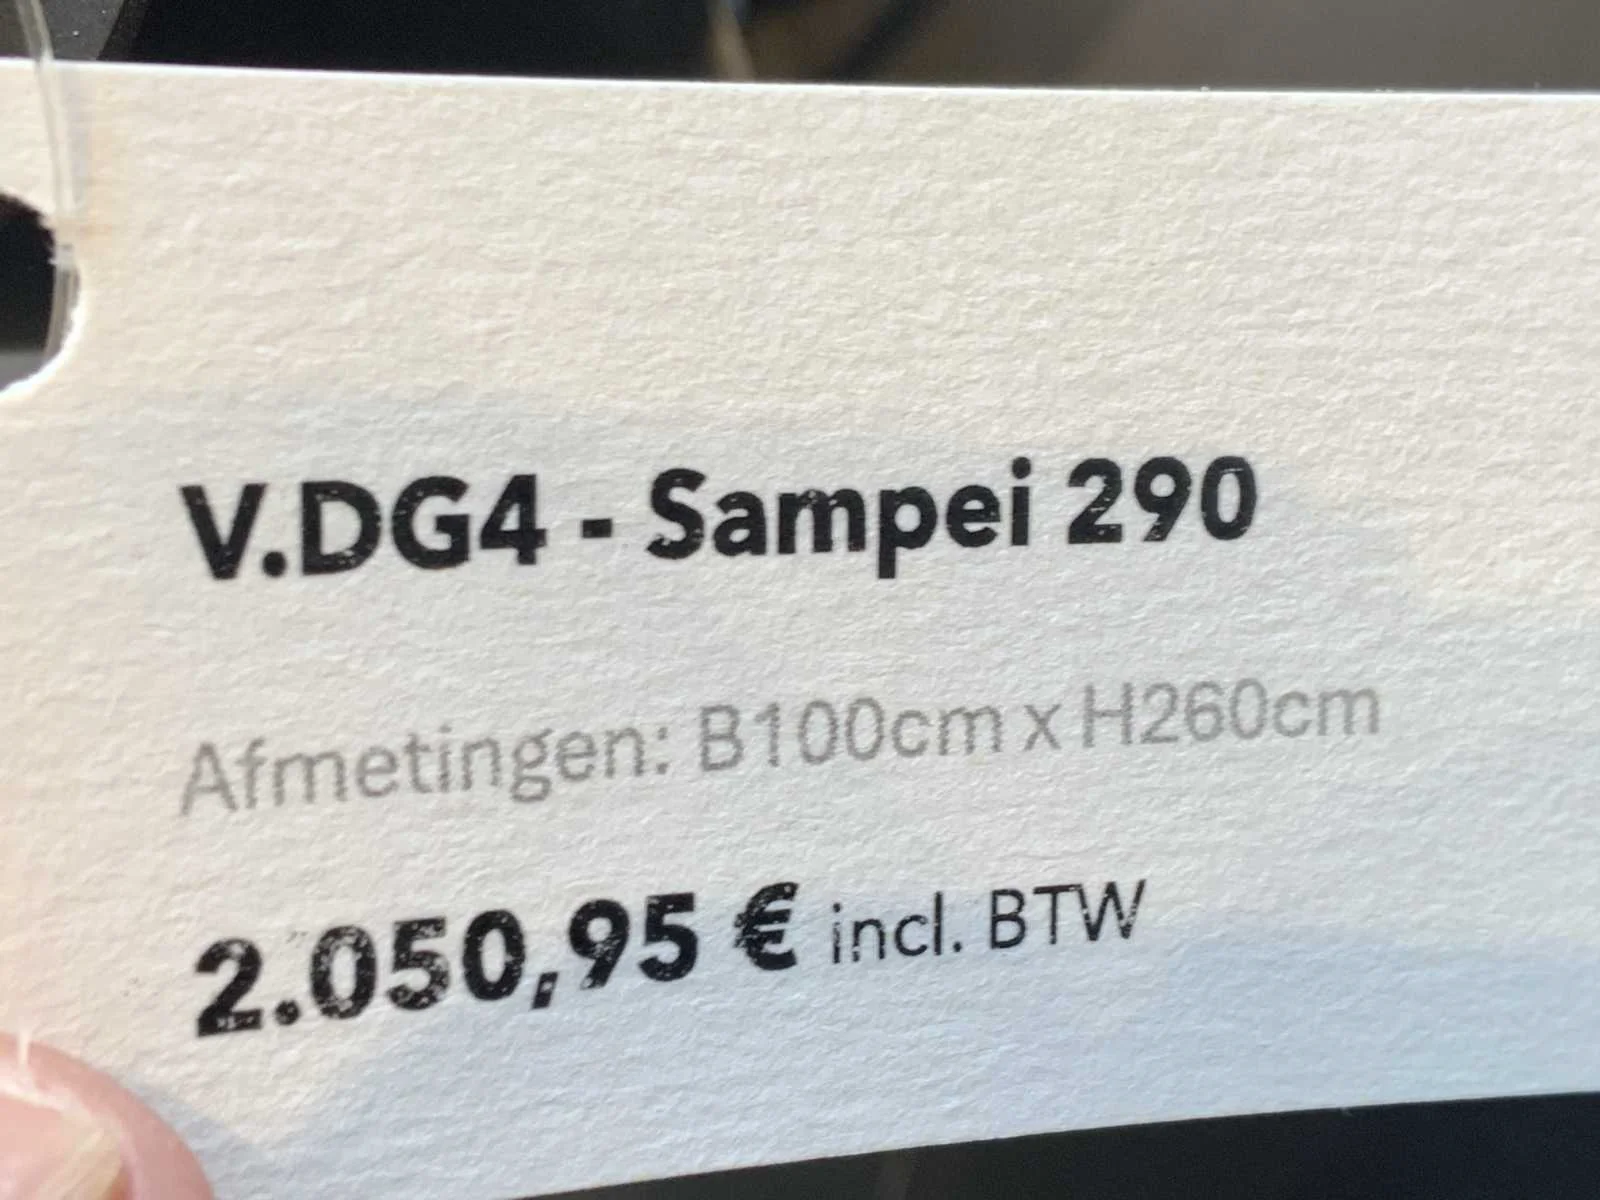 V.DG4 - Sampei 290
Afmetingen: B100cm x H260cm
2.050,95 € incl. BTW